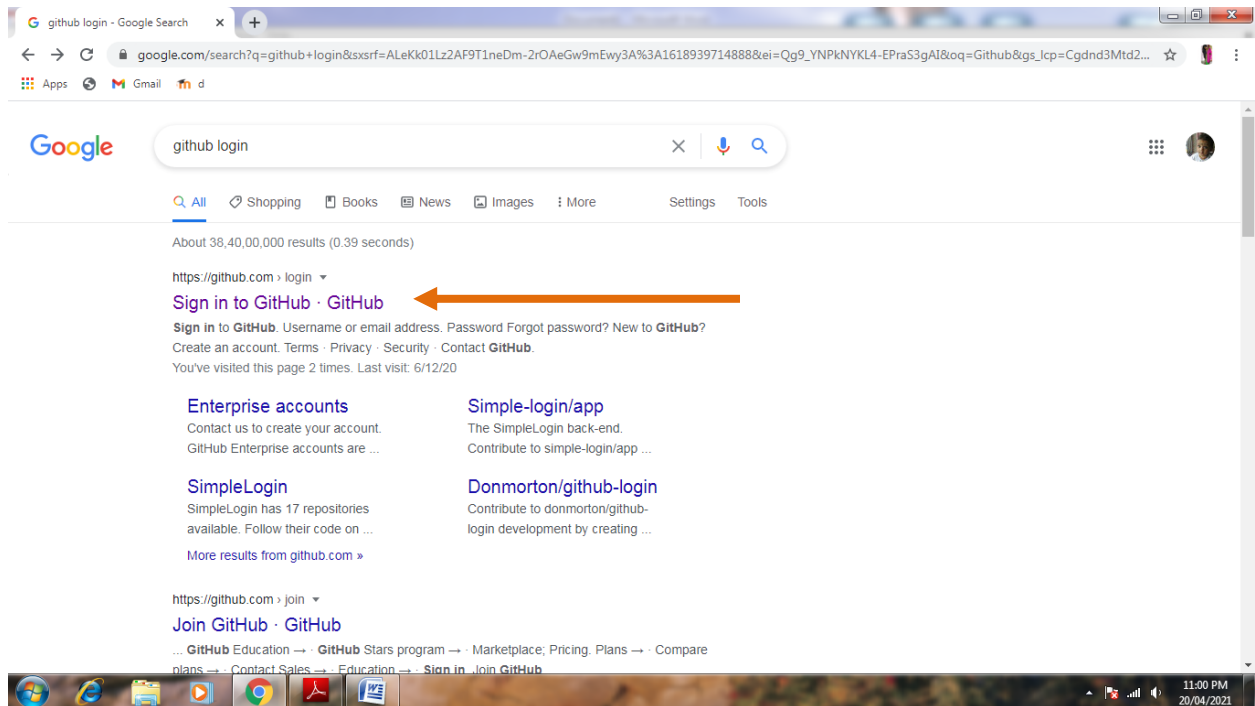 github login - Google Search
google.com/search?q=github+login&sxsrf=ALeKk01Lz2AF9T1neDm-2rOAeGw9mEwy3A%3A1618939714888&ei=Qg9_YNPkNYKL4-EPraS3gAI&oq=Github&gs_lcp=Cgdnd3Mtd2...
Apps Gmail d
Google github login
All Shopping Books News Images More Settings Tools
About 38,40,00,000 results (0.39 seconds)
https://github.com › login
Sign in to GitHub · GitHub
Sign in to GitHub. Username or email address. Password Forgot password? New to GitHub?
Create an account. Terms · Privacy · Security · Contact GitHub.
You've visited this page 2 times. Last visit: 6/12/20
Enterprise accounts
Contact us to create your account.
GitHub Enterprise accounts are ...
Simple-login/app
The SimpleLogin back-end.
Contribute to simple-login/app ...
SimpleLogin
SimpleLogin has 17 repositories
available. Follow their code on ...
Donmorton/github-login
Contribute to donmorton/github-
login development by creating ...
More results from github.com »
https://github.com › join
Join GitHub · GitHub
... GitHub Education → · GitHub Stars program → · Marketplace; Pricing. Plans → · Compare
plans → · Contact Sales → · Education → · Sign in. Join GitHub
11:00 PM
20/04/2021